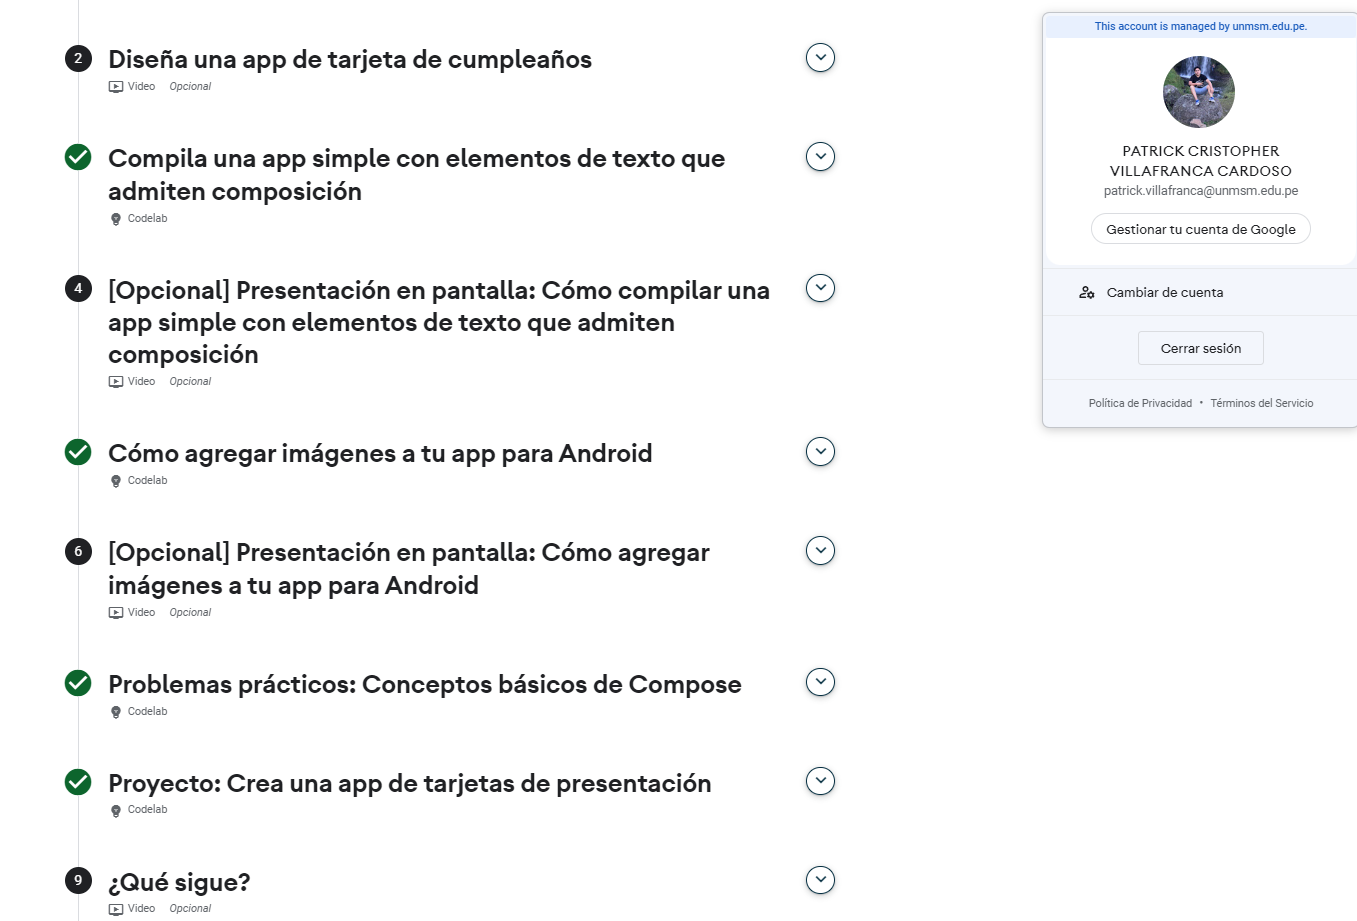 2
Diseña una app de tarjeta de cumpleaños
Video Opcional
Compila una app simple con elementos de texto que
admiten composición
Codelab
4
[Opcional] Presentación en pantalla: Cómo compilar una
app simple con elementos de texto que admiten
composición
Video Opcional
Cómo agregar imágenes a tu app para Android
Codelab
6
[Opcional] Presentación en pantalla: Cómo agregar
imágenes a tu app para Android
Video Opcional
Problemas prácticos: Conceptos básicos de Compose
Codelab
Proyecto: Crea una app de tarjetas de presentación
Codelab
9
¿Qué sigue?
Video Opcional
This account is managed by unmsm.edu.pe.
PATRICK CRISTOPHER
VILLAFRANCA CARDOSO
patrick.villafranca@unmsm.edu.pe
Gestionar tu cuenta de Google
Cambiar de cuenta
Cerrar sesión
Política de Privacidad • Términos del Servicio